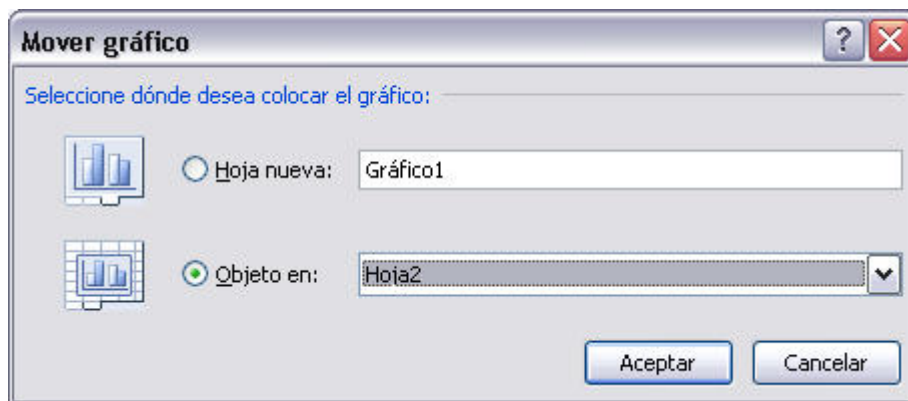 Mover gráfico
?
Seleccione dónde desea colocar el gráfico:
Hoja nueva: Gráfico1
Objeto en: Hoja2
Aceptar Cancelar